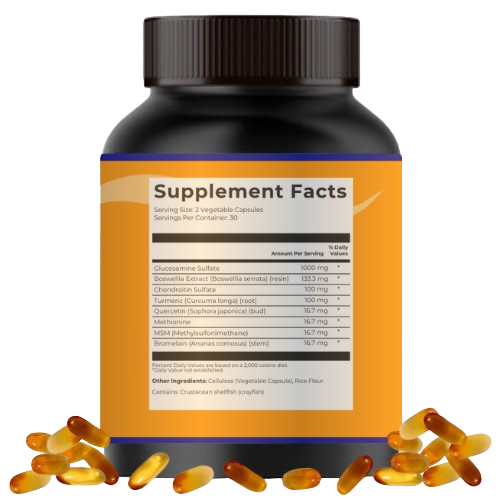 Supplement Facts
Serving Size: 2 Vegetable Capsules
Servings Per Container: 30
% Daily
Amount Per Serving Values
Glucosamine Sulfate 1000 mg *
Boswellia Extract (Boswellia serrata) (resin) 133.3 mg *
Chondroitin Sulfate 100 mg *
Turmeric (Curcuma longa) (root) 100 mg *
Quercetin (Sophora japonica) (bud) 16.7 mg *
Methionine 16.7 mg *
MSM (Methylsulfonlmethane) 16.7 mg *
Bromelain (Ananas comosus) (stem) 16.7 mg *
Percent Daily Values are based on a 2,000 calorie diet.
*Daily Value not established.
Other Ingredients: Cellulose (Vegetable Capsule), Rice Flour.
Contains: Crustacean shellfish (crayfish)